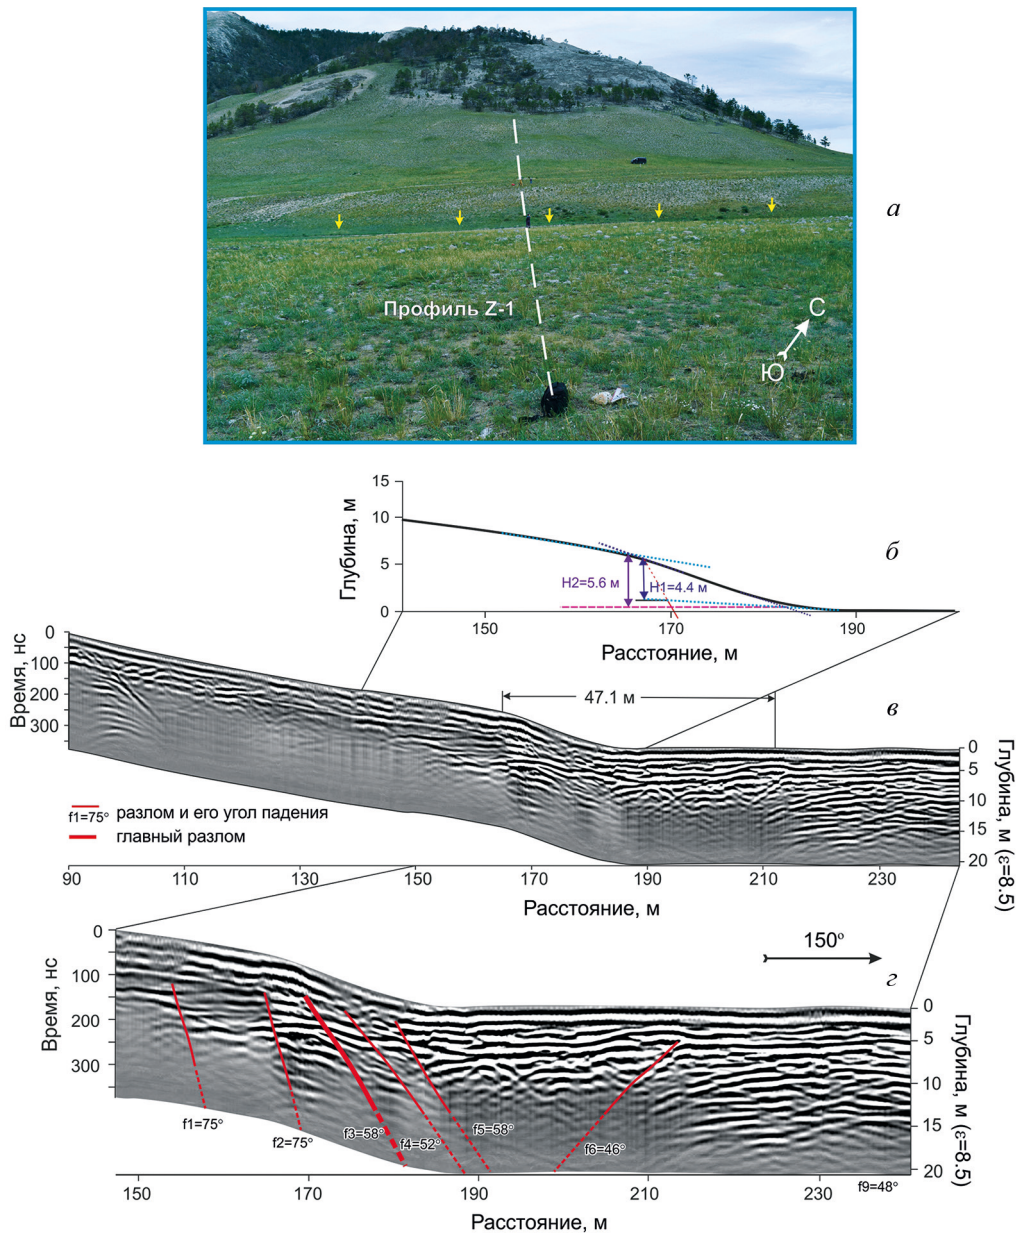 а
С
Профиль Z-1
Ю
15
10
5
0
Глубина, м
б
H2=5.6 м
H1=4.4 м
150
170
190
Расстояние, м
0
100
200
300
Время, нс
47.1 м
в
0
5
10
15
20
Глубина, м (ε=8.5)
f1=75° разлом и его угол падения
главный разлом
90
110
130
150
170
190
210
230
Расстояние, м
0
100
200
300
Время, нс
150°
г
0
5
10
15
20
Глубина, м (ε=8.5)
f1=75°
f2=75°
f3=58°
f4=52°
f5=58°
f6=46°
f9=48°
150
170
190
210
230
Расстояние, м